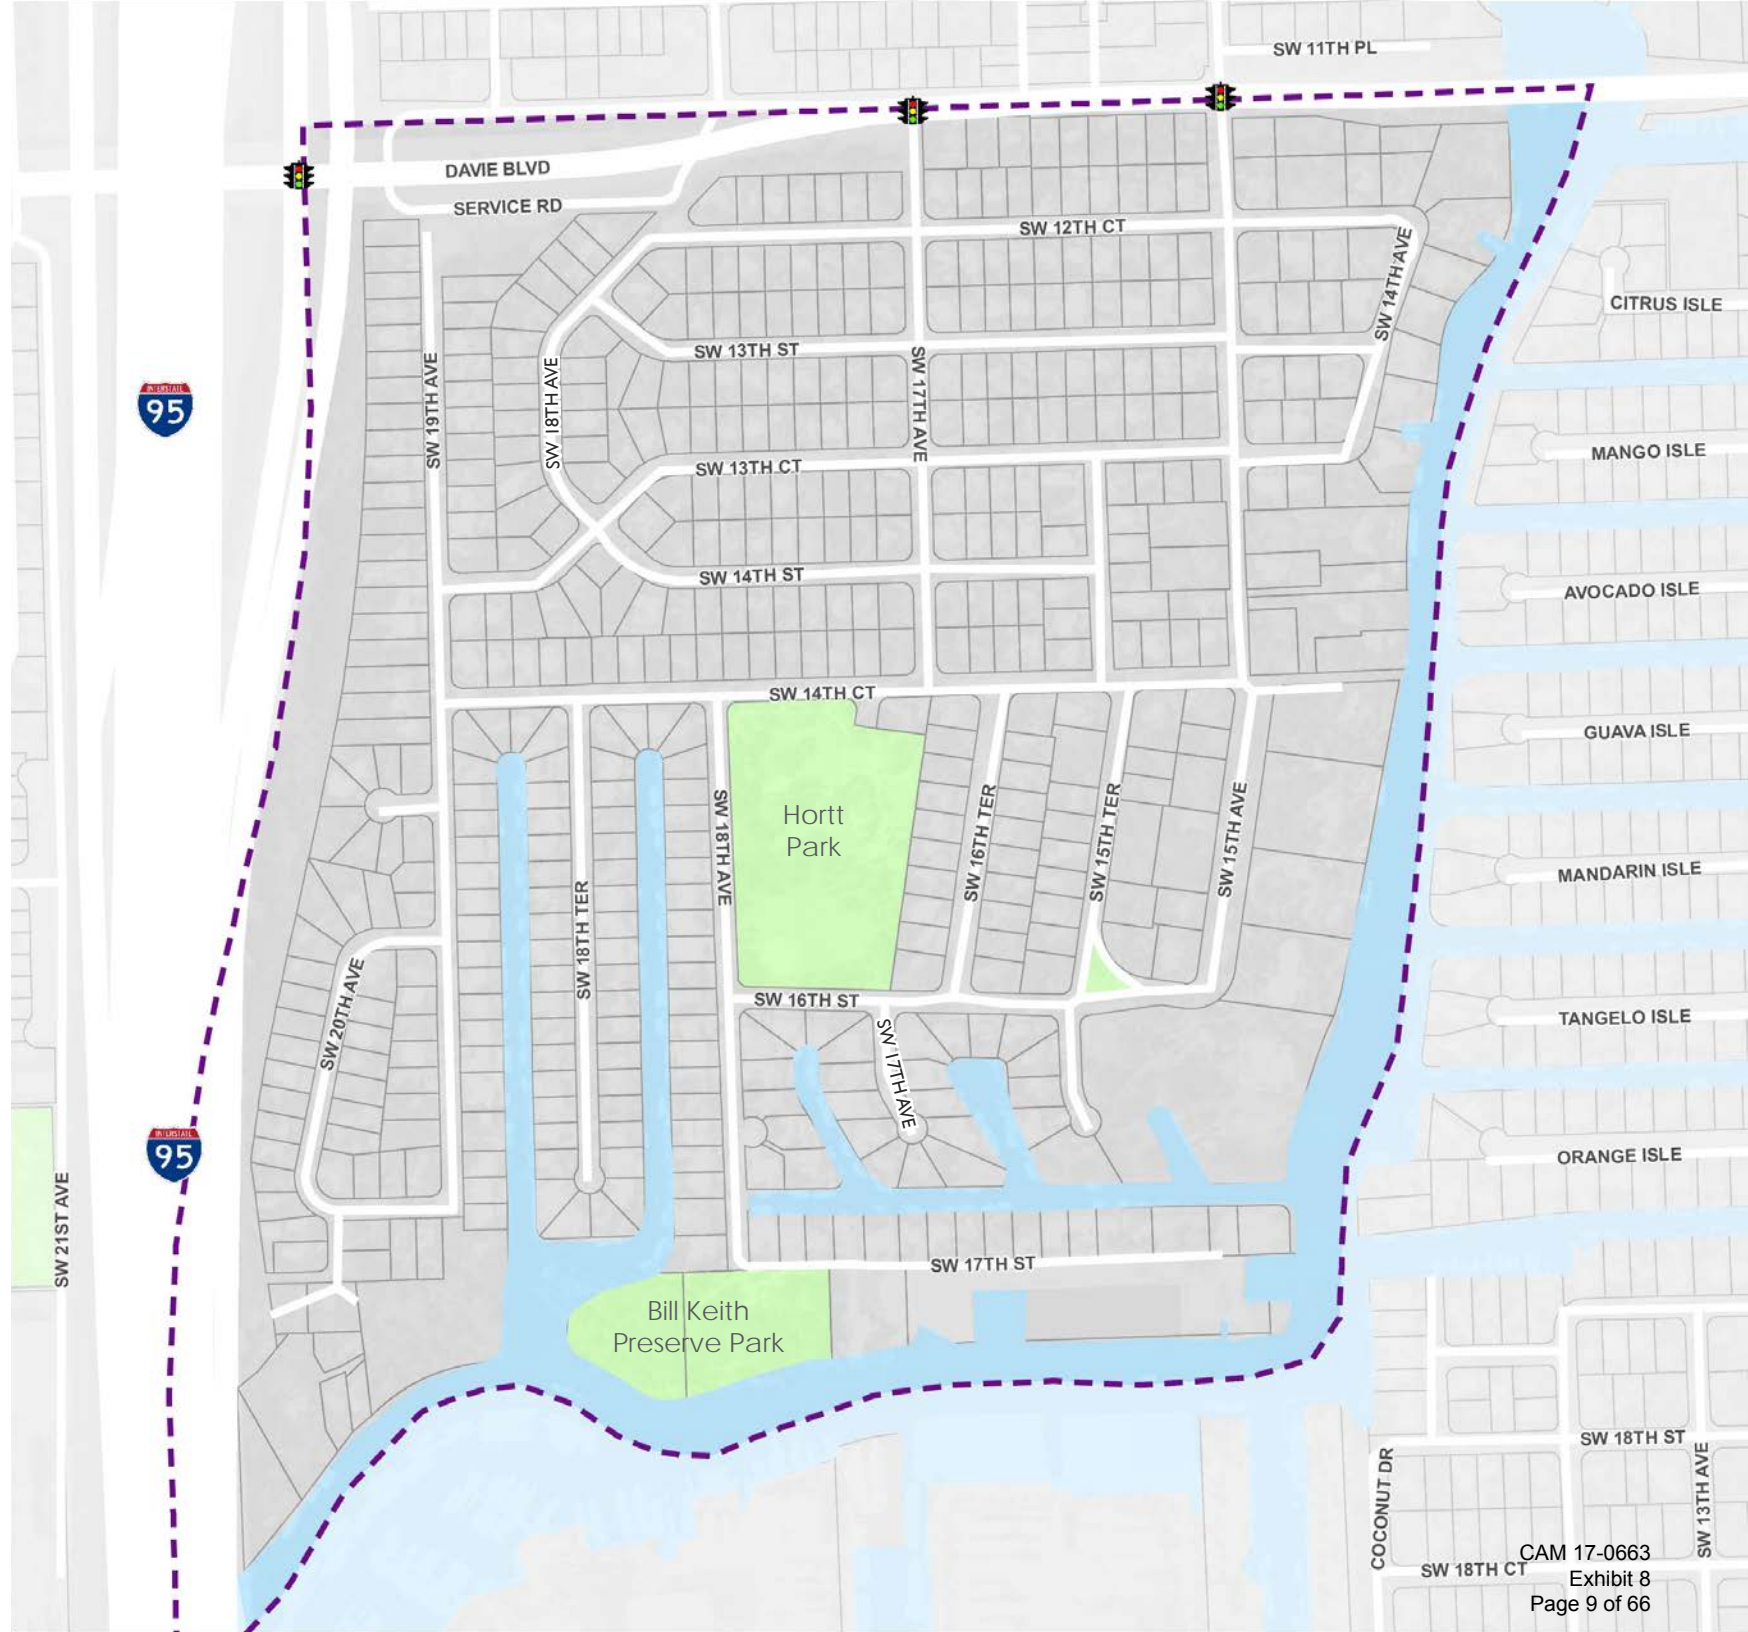 SW 11TH PL
DAVIE BLVD
SERVICE RD
SW 12TH CT
SW 14TH AVE
CITRUS ISLE
SW 13TH ST
SW 17TH AVE
SW 18TH AVE
SW 19TH AVE
INTERSTATE
95
MANGO ISLE
SW 13TH CT
SW 14TH ST
AVOCADO ISLE
SW 14TH CT
GUAVA ISLE
Hortt
Park
SW 18TH AVE
SW 16TH TER
SW 15TH TER
SW 15TH AVE
MANDARIN ISLE
SW 18TH TER
SW 20TH AVE
SW 16TH ST
TANGELO ISLE
SW 17TH AVE
INTERSTATE
95
ORANGE ISLE
SW 21ST AVE
SW 17TH ST
Bill Keith
Preserve Park
SW 18TH ST
COCONUT DR
SW 13TH AVE
SW 18TH CT
CAM 17-0663
Exhibit 8
Page 9 of 66